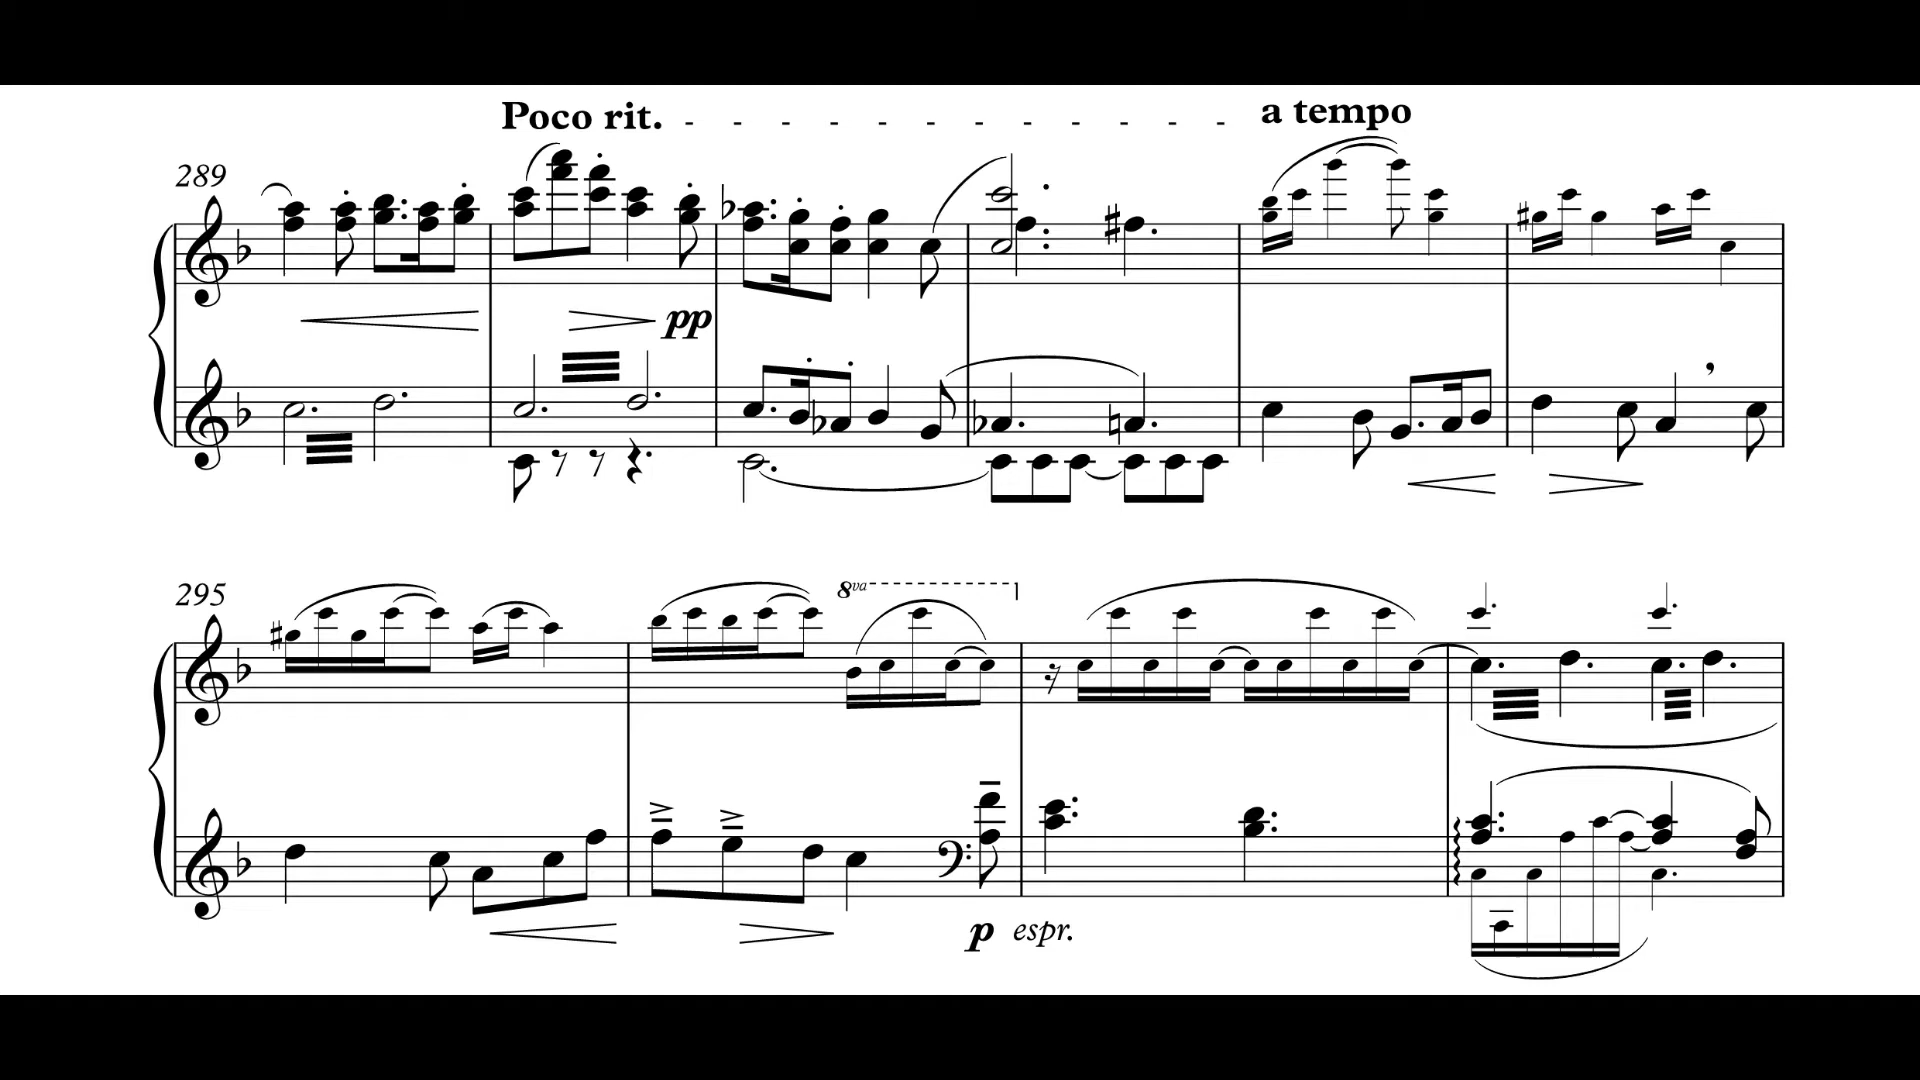 Poco rit. - - - - - - - - - - - - a tempo
289
pp
295
8va
p espr.